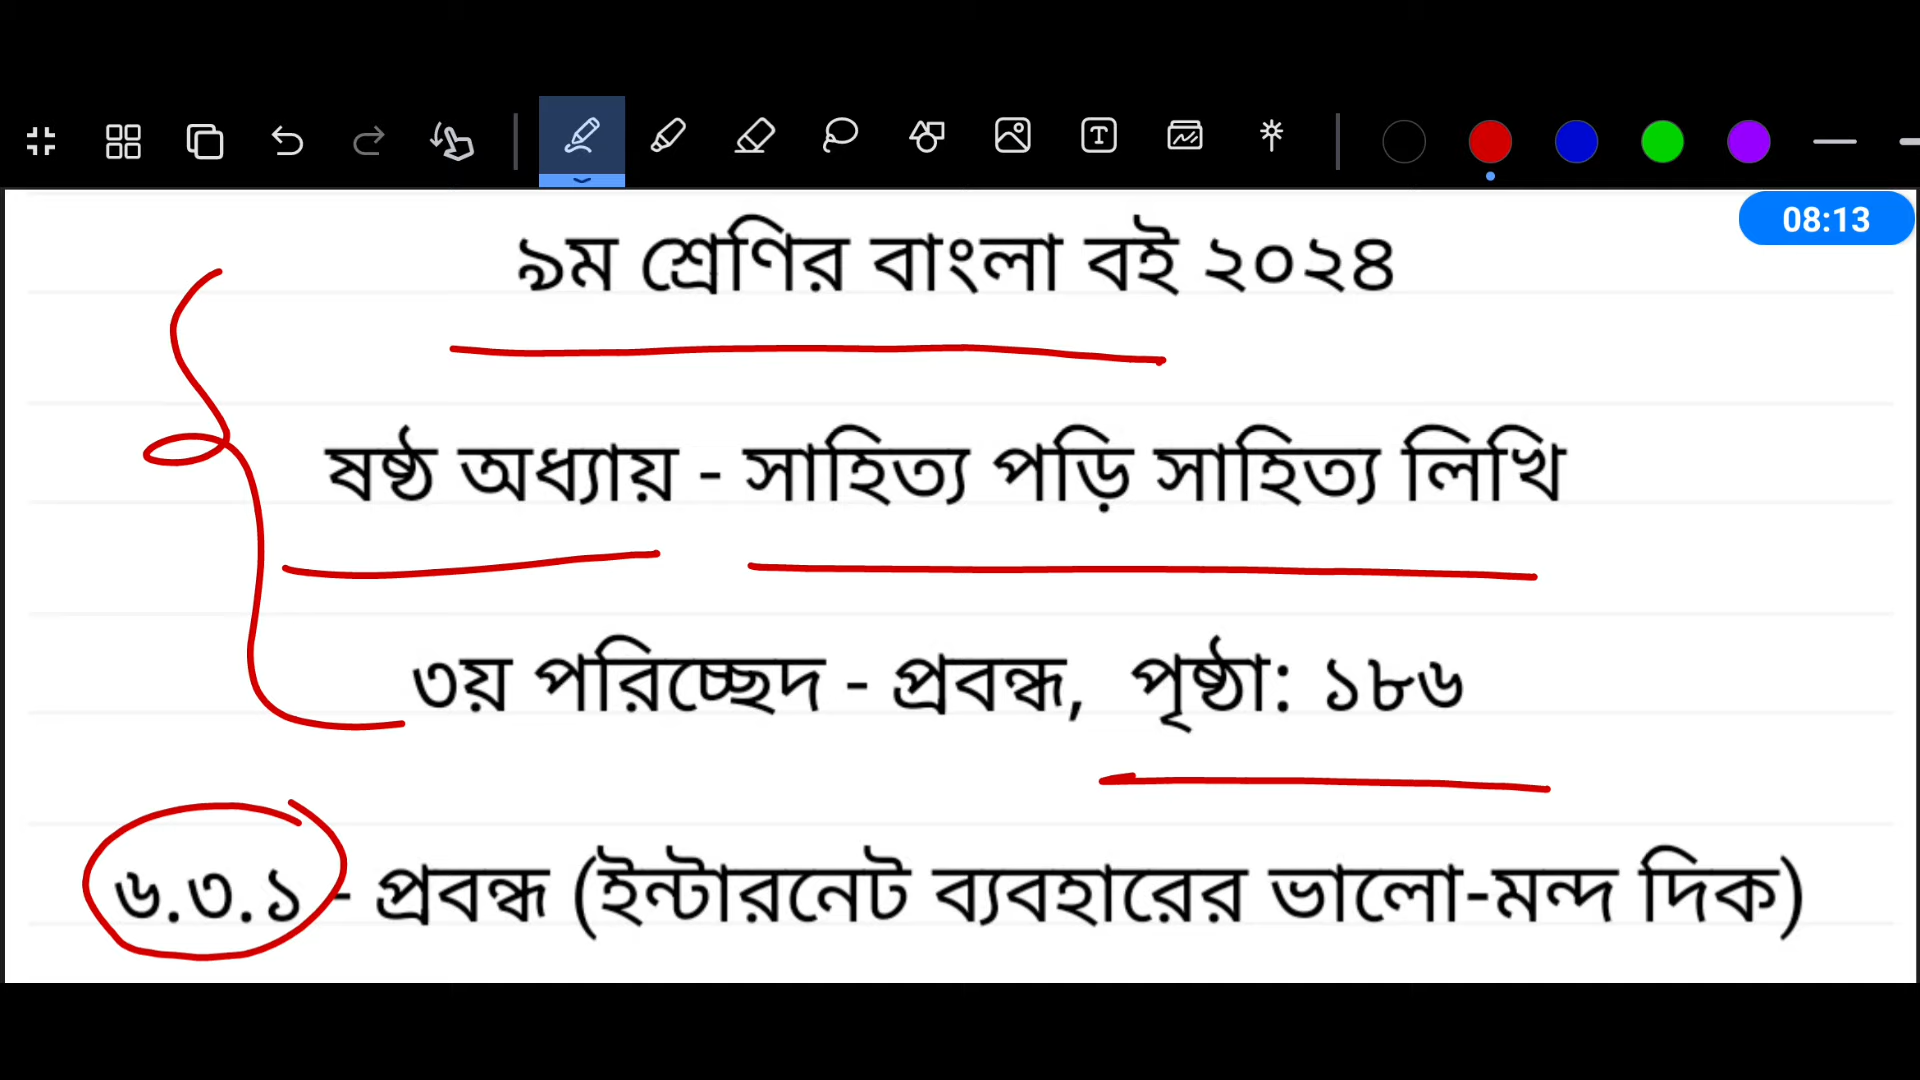 08:13
৯ম শ্রেণির বাংলা বই ২০২৪
ষষ্ঠ অধ্যায় - সাহিত্য পড়ি সাহিত্য লিখি
৩য় পরিচ্ছেদ - প্রবন্ধ, পৃষ্ঠা: ১৮৬
৬.৩.১ - প্রবন্ধ (ইন্টারনেট ব্যবহারের ভালো-মন্দ দিক)